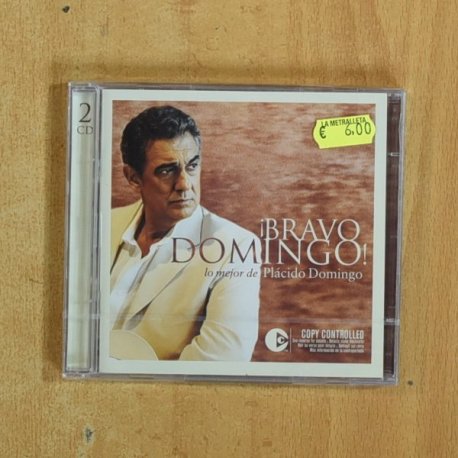 2
CD
LA METRALLETA
€ 6,00
¡BRAVO
DOMINGO!
lo mejor de Plácido Domingo
COPY CONTROLLED